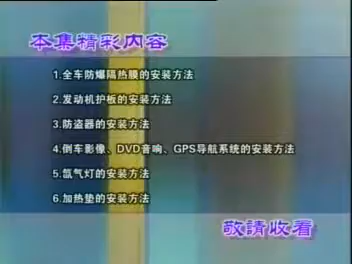 本集精彩内容
1.全车防爆隔热膜的安装方法
2.发动机护板的安装方法
3.防盗器的安装方法
4.倒车影像、DVD音响、GPS导航系统的安装方法
5.氙气灯的安装方法
6.加热垫的安装方法
敬請收看